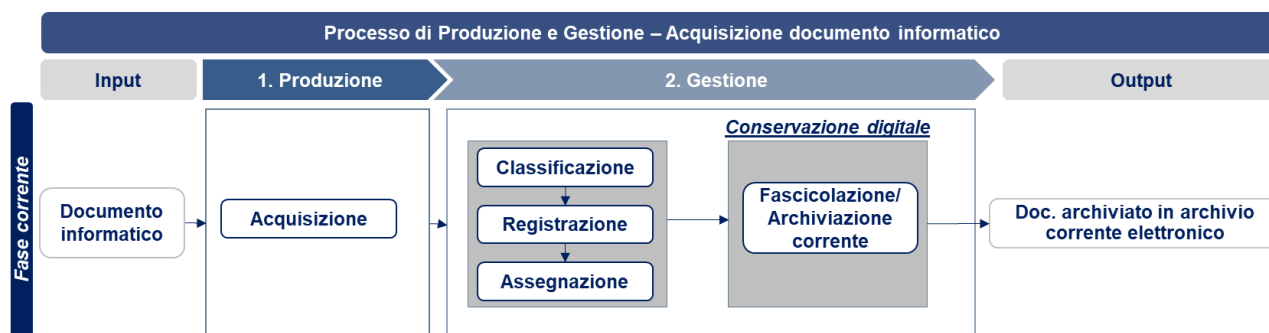 Processo di Produzione e Gestione – Acquisizione documento informatico
Input
1. Produzione
2. Gestione
Output
Fase corrente
Documento
informatico
Acquisizione
Classificazione
Registrazione
Assegnazione
Conservazione digitale
Fascicolazione/
Archiviazione
corrente
Doc. archiviato in archivio
corrente elettronico